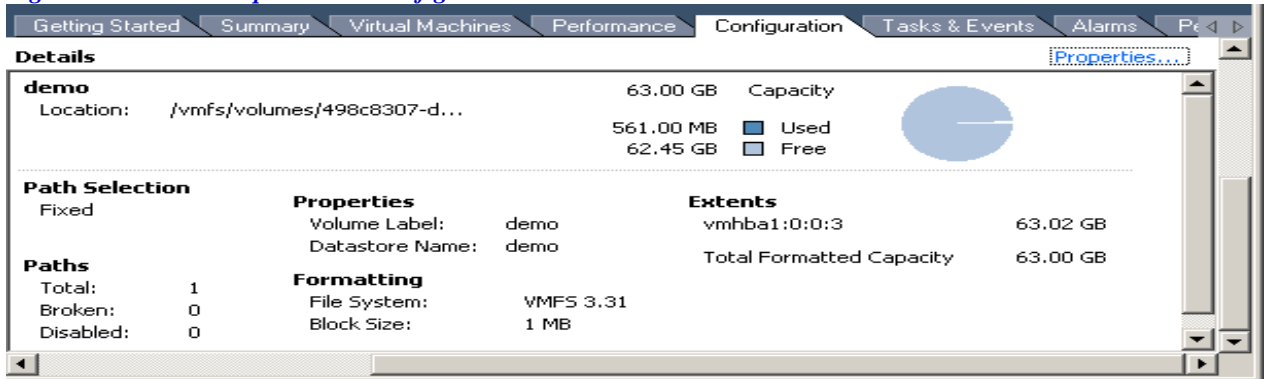 Getting Started Summary Virtual Machines Performance Configuration Tasks & Events Alarms Pe
Details Properties...
demo
Location: /vmfs/volumes/498c8307-d...
63.00 GB Capacity
561.00 MB Used
62.45 GB Free
Path Selection
Fixed
Paths
Total: 1
Broken: 0
Disabled: 0
Properties
Volume Label: demo
Datastore Name: demo
Formatting
File System: VMFS 3.31
Block Size: 1 MB
Extents
vmhba1:0:0:3 63.02 GB
Total Formatted Capacity 63.00 GB